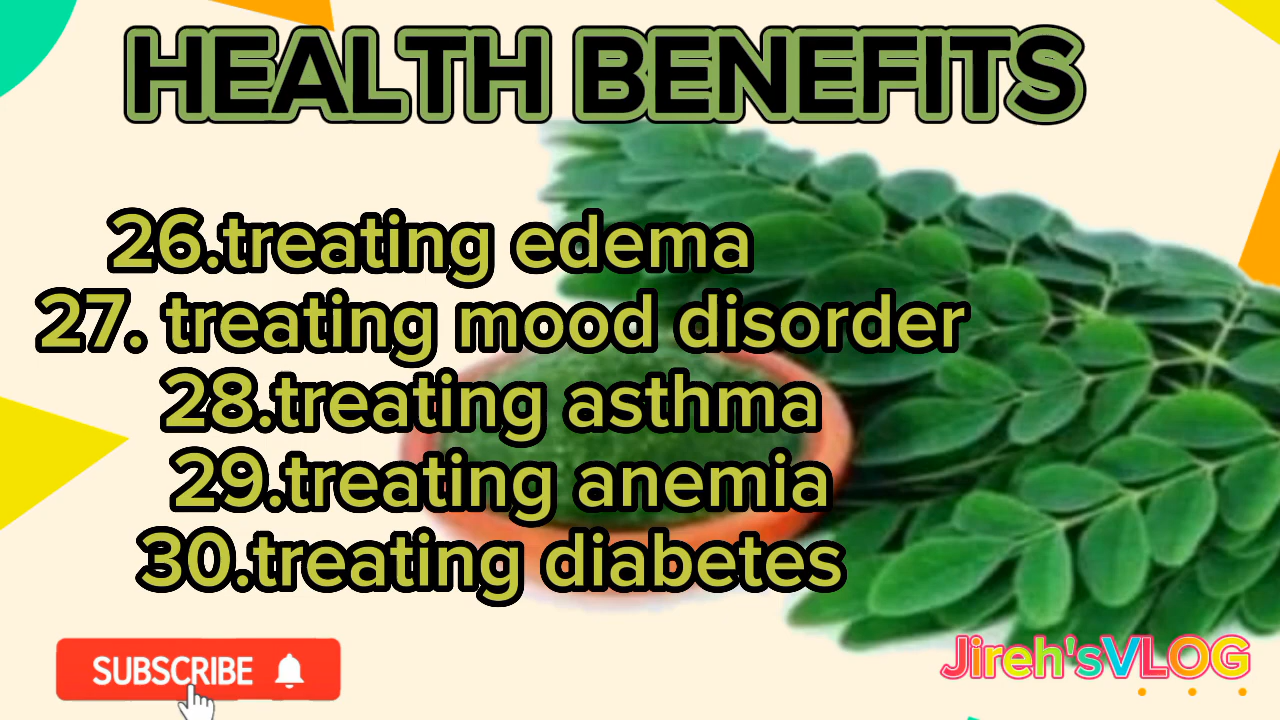 HEALTH BENEFITS
26.treating edema
27. treating mood disorder
28.treating asthma
29.treating anemia
30.treating diabetes
SUBSCRIBE
Jireh'sVLOG